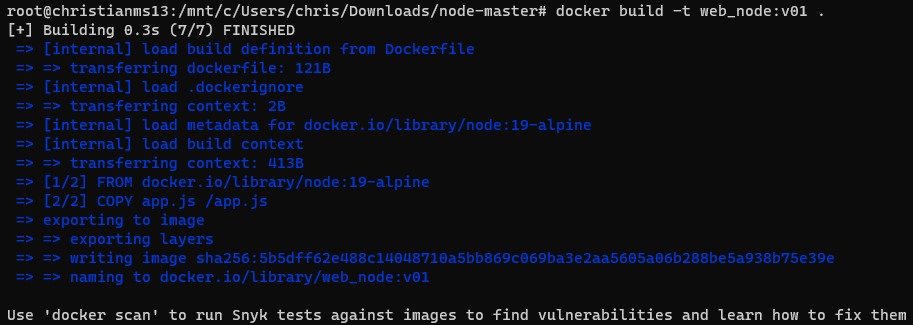 root@christianms13:/mnt/c/Users/chris/Downloads/node-master# docker build -t web_node:v01 .
[+] Building 0.3s (7/7) FINISHED
=> [internal] load build definition from Dockerfile
=> => transferring dockerfile: 121B
=> [internal] load .dockerignore
=> => transferring context: 2B
=> [internal] load metadata for docker.io/library/node:19-alpine
=> [internal] load build context
=> => transferring context: 413B
=> [1/2] FROM docker.io/library/node:19-alpine
=> [2/2] COPY app.js /app.js
=> exporting to image
=> => exporting layers
=> => writing image sha256:5b5dff62e488c14048710a5bb869c069ba3e2aa5605a06b288be5a938b75e39e
=> => naming to docker.io/library/web_node:v01
Use 'docker scan' to run Snyk tests against images to find vulnerabilities and learn how to fix them